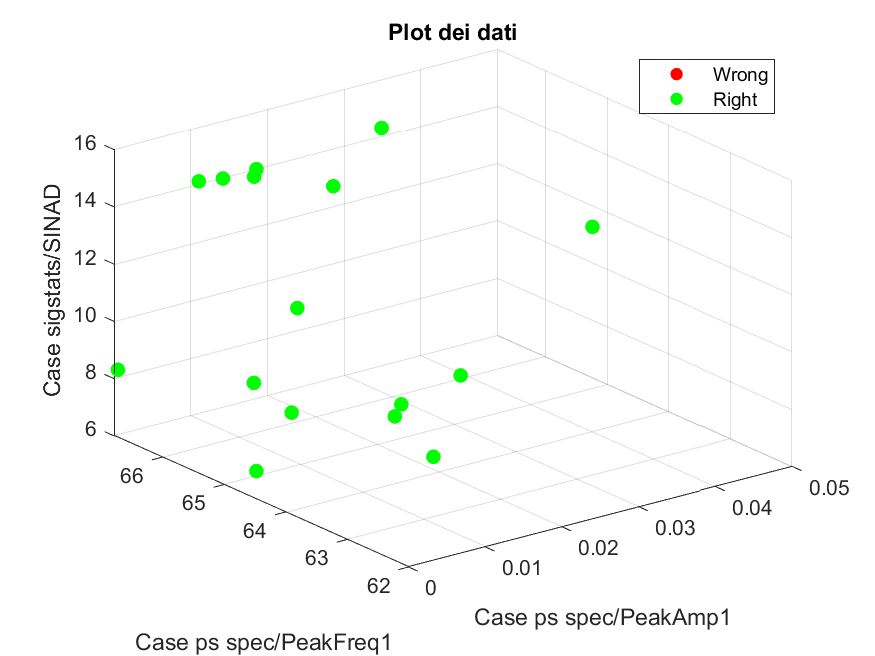 Plot dei dati
Wrong
Right
16
14
12
10
8
6
Case sigstats/SINAD
66
65
64
63
62
Case ps spec/PeakFreq1
0
0.01
0.02
0.03
0.04
0.05
Case ps spec/PeakAmp1